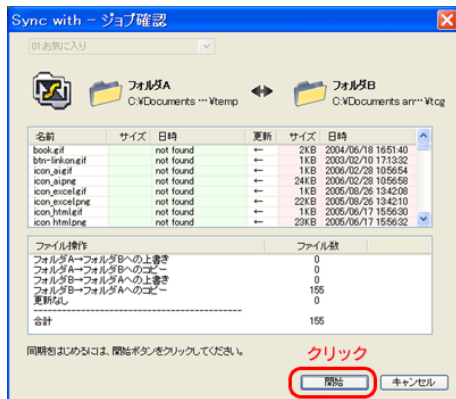 Sync with – ジョブ確認
01:お気に入り
フォルダA
C:¥Documents … ¥temp
フォルダB
C:¥Documents an … ¥tcg
名前 サイズ 日時 更新 サイズ 日時
book.gif not found ← 2KB 2004/06/18 16:51:40
btn-linkon.gif not found ← 1KB 2003/02/10 17:13:32
icon_ai.gif not found ← 1KB 2006/02/28 10:56:54
icon_ai.png not found ← 24KB 2006/02/28 10:56:58
icon_excel.gif not found ← 1KB 2005/08/26 13:42:08
icon_excel.png not found ← 22KB 2005/08/26 13:42:10
icon_html.gif not found ← 1KB 2005/06/17 15:56:30
icon_html.png not found ← 23KB 2005/06/17 15:56:32
ファイル操作 ファイル数
フォルダA→フォルダBへの上書き 0
フォルダA→フォルダBへのコピー 0
フォルダB→フォルダAへの上書き 0
フォルダB→フォルダAへのコピー 155
更新なし 0
--------------------------------------------
合計 155
同期をはじめるには、開始ボタンをクリックしてください。
クリック
開始 キャンセル